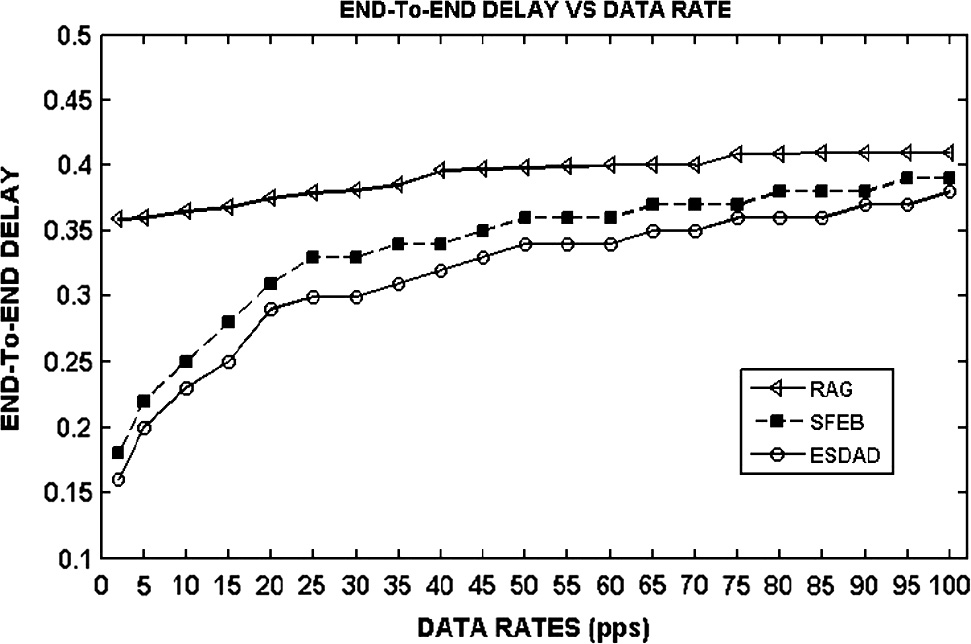 END-To-END DELAY VS DATA RATE
END-To-END DELAY
0.5
0.45
0.4
0.35
0.3
0.25
0.2
0.15
0.1
RAG
SFEB
ESDAD
0 5 10 15 20 25 30 35 40 45 50 55 60 65 70 75 80 85 90 95 100
DATA RATES (pps)